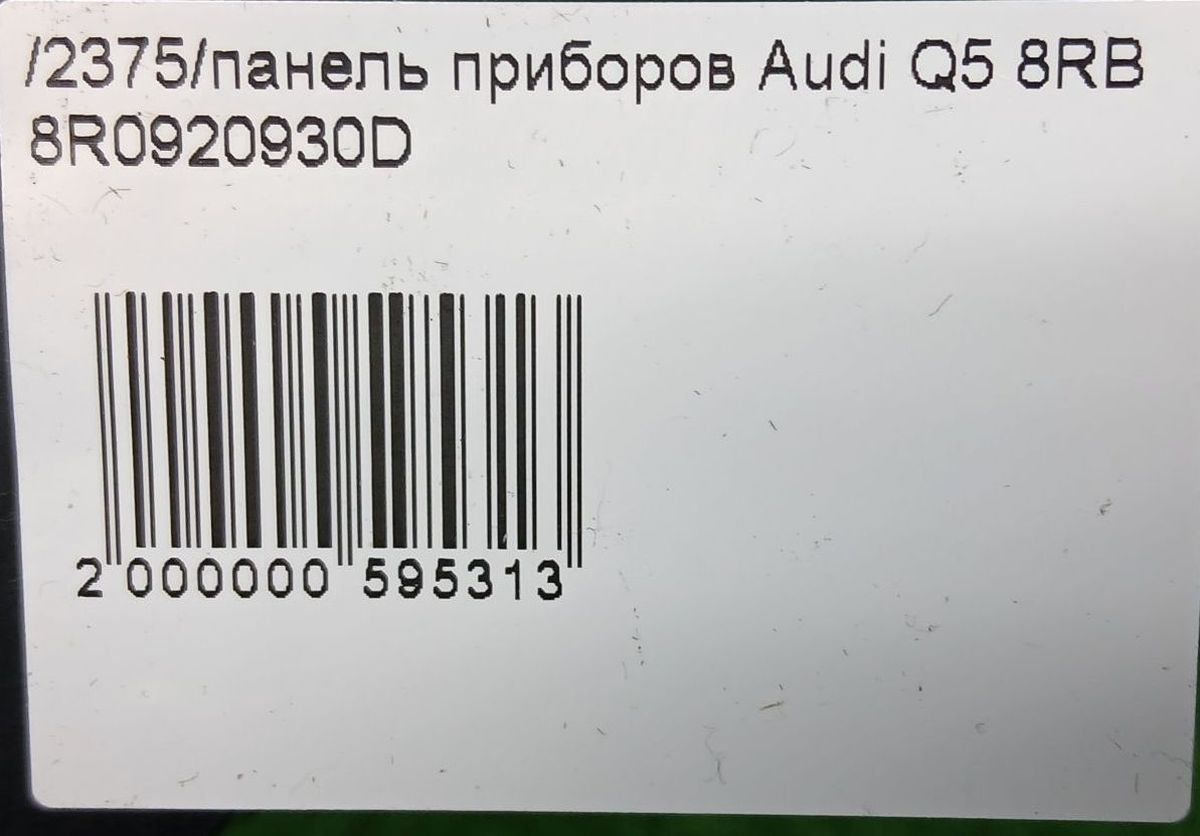 /2375/панель приборов Audi Q5 8RB
8R0920930D
2 000000 595313